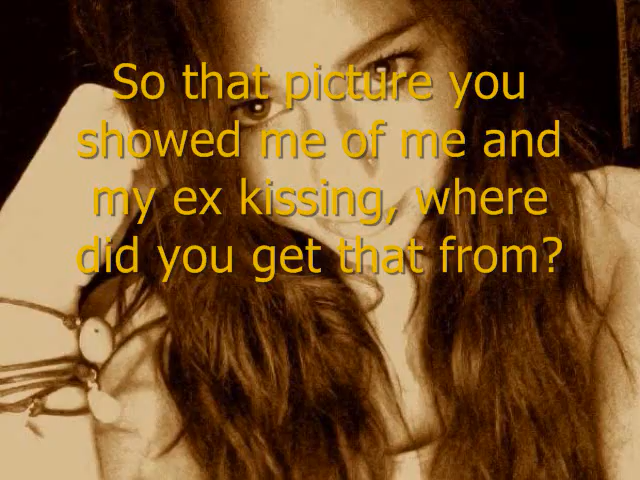 So that picture you
showed me of me and
my ex kissing, where
did you get that from?